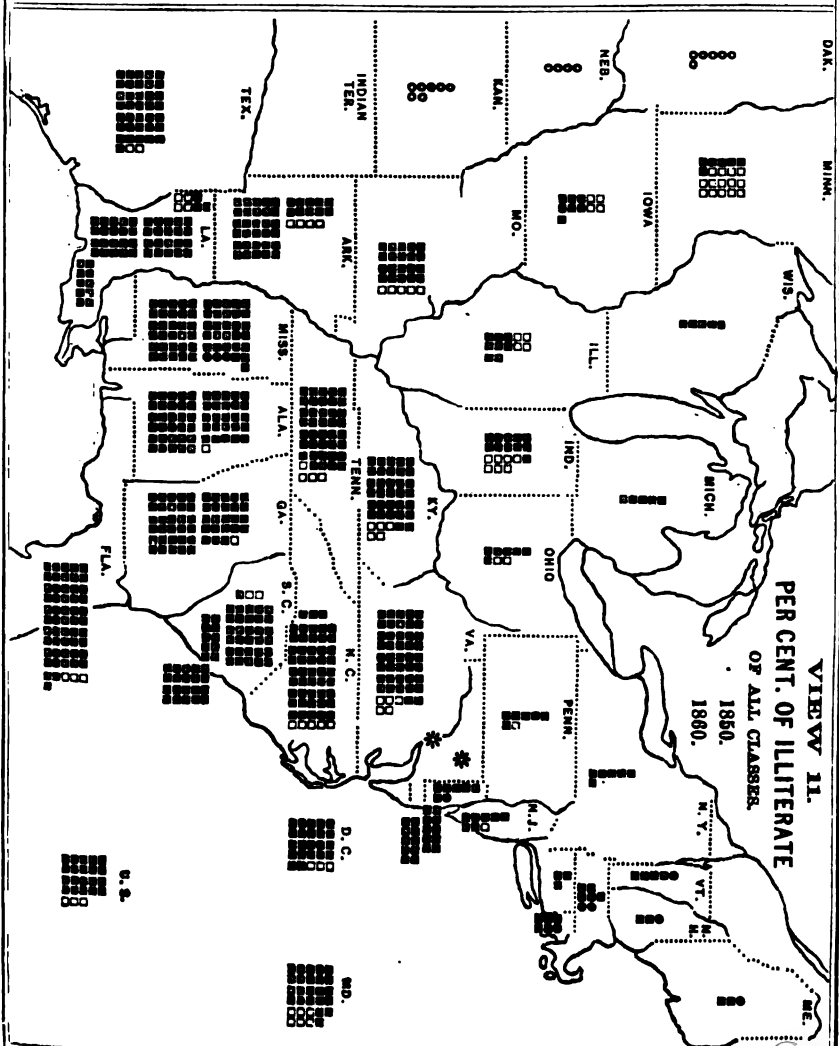 VIEW 11.
PER CENT. OF ILLITERATE
OF ALL CLASSES.
1850.
1860.
DAK.
MINN.
WIS.
MICH.
ME.
NEB.
IOWA
ILL.
IND.
OHIO
PENN.
N. Y.
VT.
N. H.
N.J.
KAN.
MO.
KY.
VA.
INDIAN
TER.
ARK.
TENN.
N. C.
D.C.
MD.
TEX.
LA.
MISS.
ALA.
GA.
S. C.
FLA.
U. S.